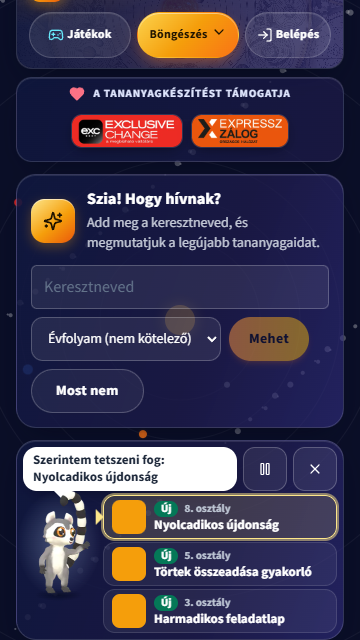 Játékok
Böngészés
Belépés
A TANANYAGKÉSZÍTÉST TÁMOGATJA
exc EXCLUSIVE
CHANGE
EXPRESSZ
ZÁLOG
Szia! Hogy hívnak?
Add meg a keresztneved, és
megmutatjuk a legújabb tananyagaidat.
Keresztneved
Évfolyam (nem kötelező)
Mehet
Most nem
Szerintem tetszeni fog:
Nyolcadikos újdonság
Új 8. osztály
Nyolcadikos újdonság
Új 5. osztály
Törtek összeadása gyakorló
Új 3. osztály
Harmadikos feladatlap